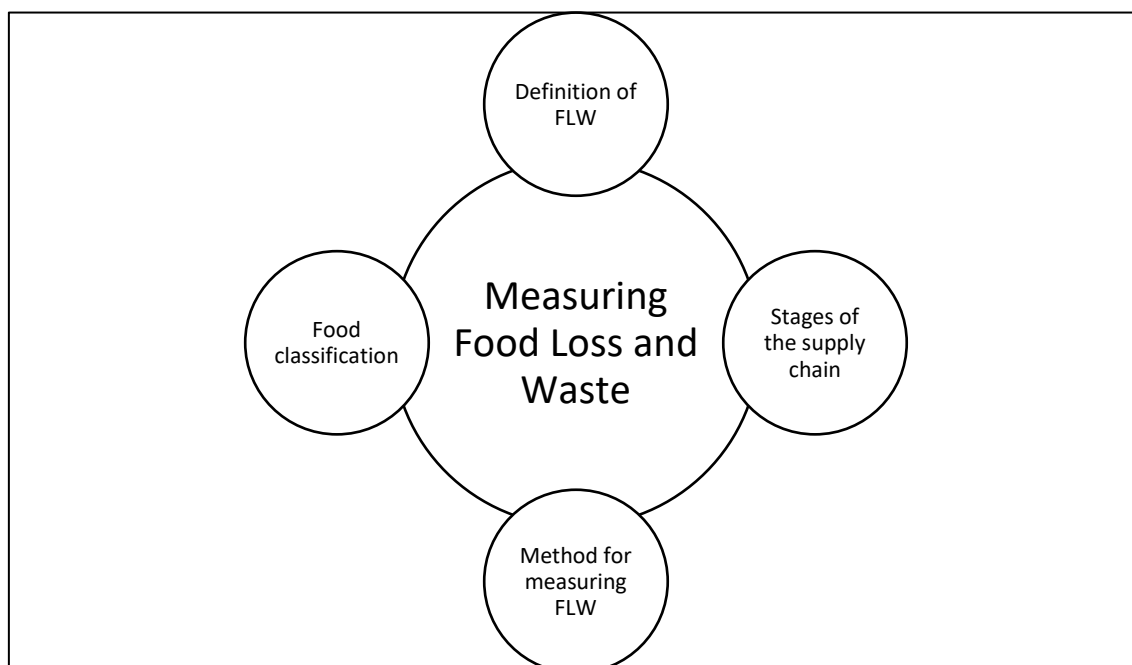 Definition of
FLW
Measuring
Food Loss and
Waste
Food
classification
Stages of
the supply
chain
Method for
measuring
FLW